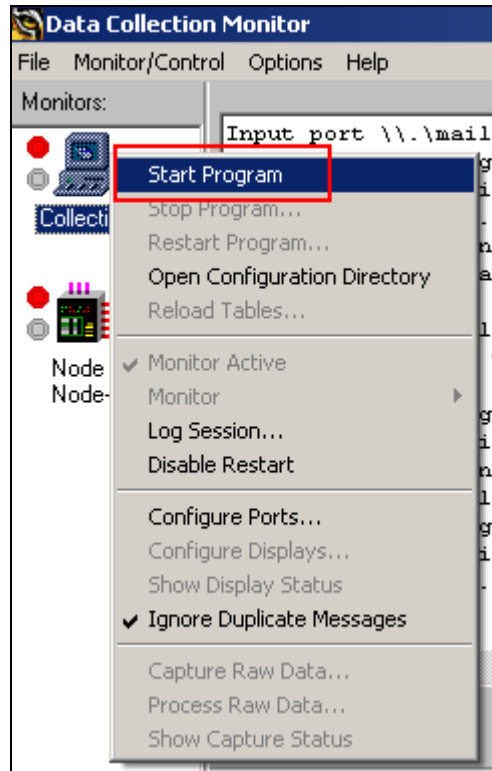 Data Collection Monitor
File Monitor/Control Options Help
Monitors:
Input port \\.\mail
Start Program
Stop Program...
Restart Program...
Open Configuration Directory
Reload Tables...
Monitor Active
Monitor
Log Session...
Disable Restart
Configure Ports...
Configure Displays...
Show Display Status
Ignore Duplicate Messages
Capture Raw Data...
Process Raw Data...
Show Capture Status
Collecti
Node
Node-